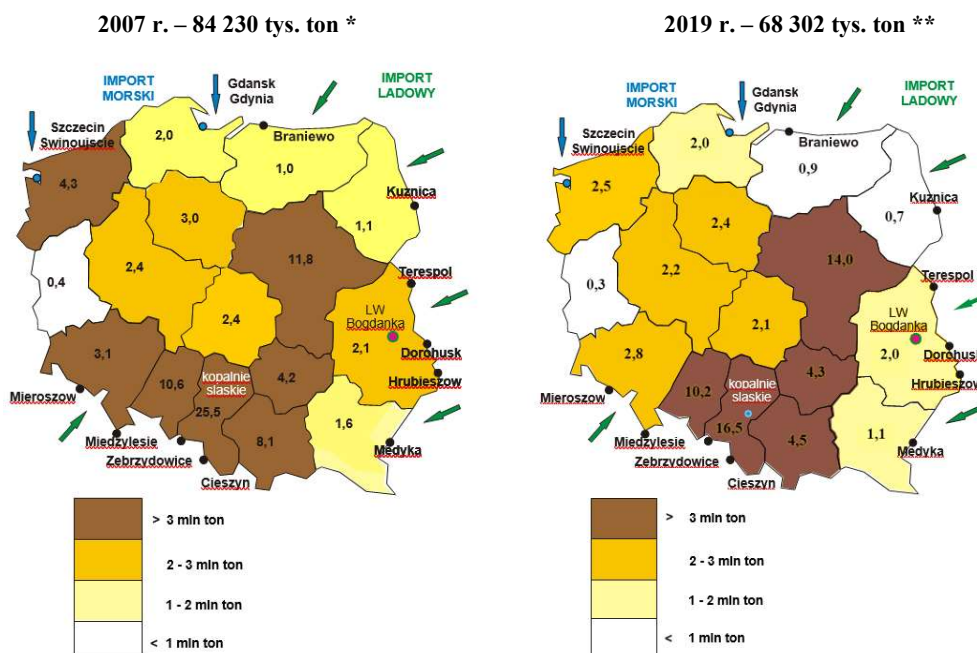 2007 r. – 84 230 tys. ton *
IMPORT
MORSKI
Gdansk
Gdynia
IMPORT
LADOWY
Szczecin
Swinoujscie
Braniewo
Kuznica
Terespol
LW
Bogdanka
Dorohusk
Hrubieszow
Medyka
Mieroszow
Miedzylesie
Zebrzydowice
Cieszyn
kopalnie
slaskie
4,3
2,0
1,0
1,1
3,0
11,8
0,4
2,4
2,4
2,1
3,1
10,6
25,5
4,2
8,1
1,6
> 3 mln ton
2 - 3 mln ton
1 - 2 mln ton
< 1 mln ton
2019 r. – 68 302 tys. ton **
IMPORT
MORSKI
Gdansk
Gdynia
IMPORT
LADOWY
Szczecin
Swinoujscie
Braniewo
Kuznica
Terespol
LW
Bogdanka
Dorohusk
Hrubieszow
Medyka
Mieroszow
Miedzylesie
Zebrzydowice
Cieszyn
kopalnie
slaskie
2,5
2,0
0,9
0,7
2,4
14,0
0,3
2,2
2,1
2,0
2,8
10,2
16,5
4,3
4,5
1,1
> 3 mln ton
2 - 3 mln ton
1 - 2 mln ton
< 1 mln ton